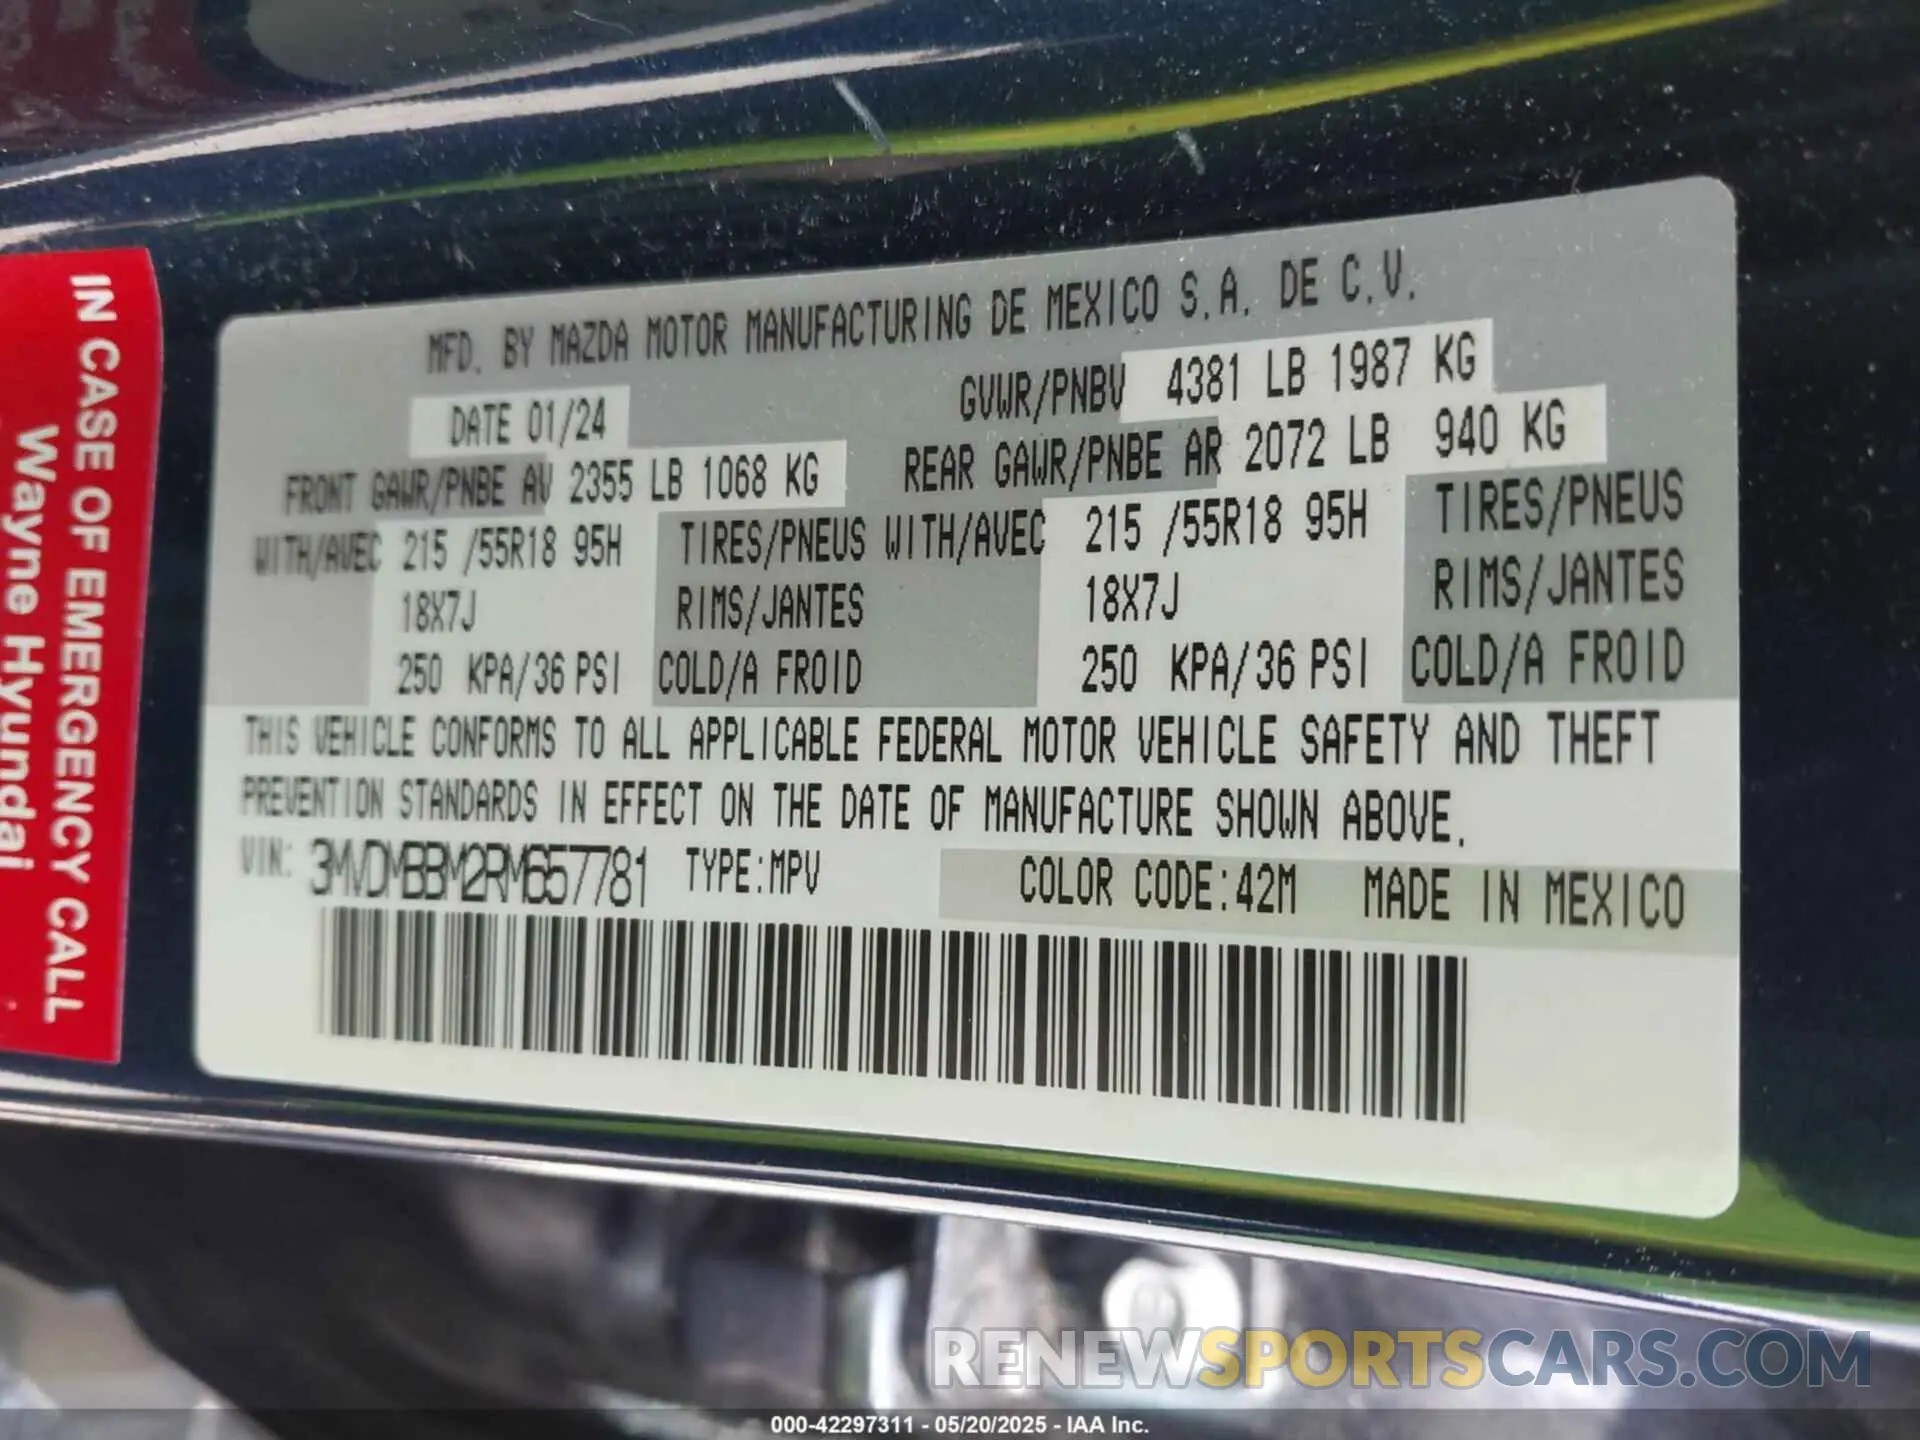 IN CASE OF EMERGENCY CALL
Wayne Hyundai
MFD. BY MAZDA MOTOR MANUFACTURING DE MEXICO S.A. DE C.V.
DATE 01/24
GVWR/PNBV 4381 LB 1987 KG
FRONT GAWR/PNBE AV 2355 LB 1068 KG
REAR GAWR/PNBE AR 2072 LB 940 KG
WITH/AVEC 215 /55R18 95H TIRES/PNEUS WITH/AVEC 215 /55R18 95H TIRES/PNEUS
18X7J RIMS/JANTES 18X7J RIMS/JANTES
250 KPA/36 PSI COLD/A FROID 250 KPA/36 PSI COLD/A FROID
THIS VEHICLE CONFORMS TO ALL APPLICABLE FEDERAL MOTOR VEHICLE SAFETY AND THEFT
PREVENTION STANDARDS IN EFFECT ON THE DATE OF MANUFACTURE SHOWN ABOVE.
VIN: 3MVDMBBM2RM657781 TYPE:MPV COLOR CODE:42M MADE IN MEXICO
RENEWSPORTSCARS.COM
000-42297311 - 05/20/2025 - IAA Inc.